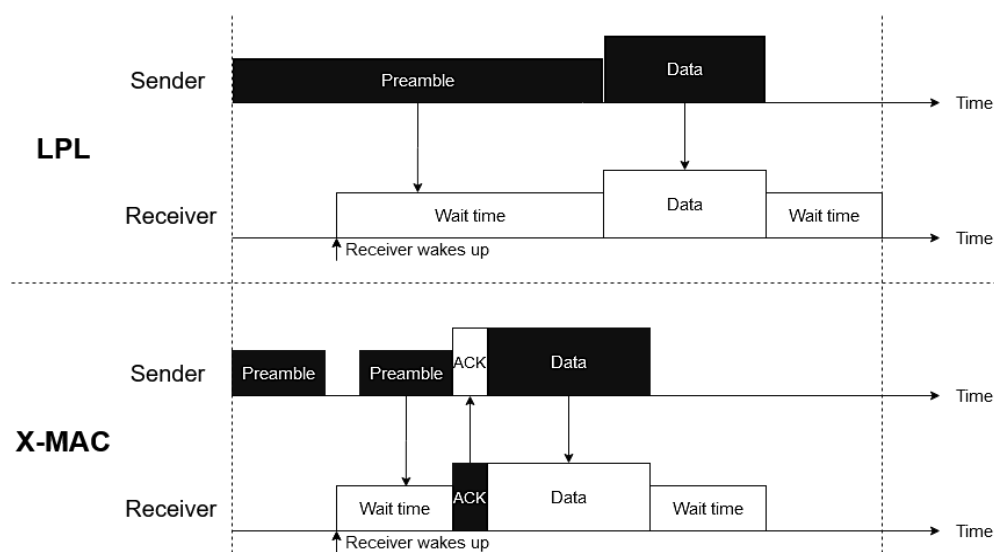 Sender
Preamble
Data
Time
LPL
Receiver
Wait time
Data
Wait time
Time
Receiver wakes up
Sender
Preamble
Preamble
ACK
Data
Time
X-MAC
Receiver
Wait time
ACK
Data
Wait time
Time
Receiver wakes up